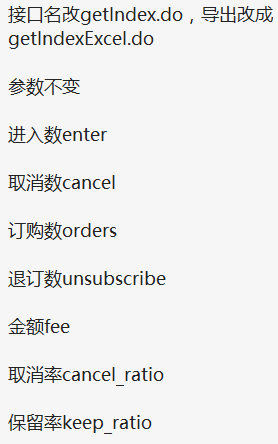 接口名改getIndex.do，导出改成
getIndexExcel.do
参数不变
进入数enter
取消数cancel
订购数orders
退订数unsubscribe
金额fee
取消率cancel_ratio
保留率keep_ratio